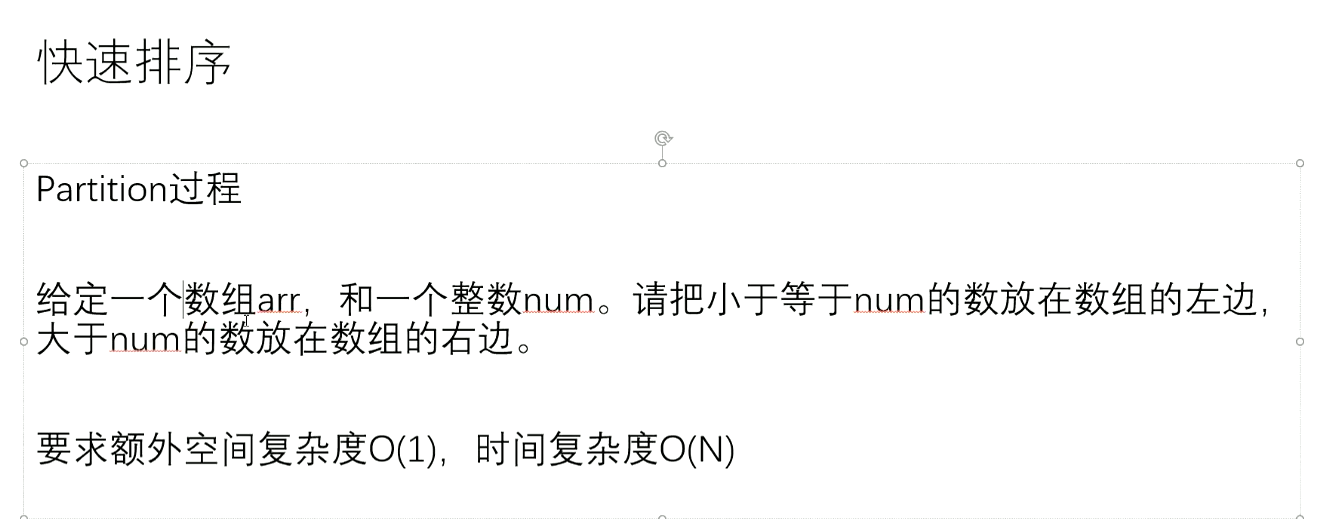 快速排序
Partition过程
给定一个数组arr，和一个整数num。请把小于等于num的数放在数组的左边，
大于num的数放在数组的右边。
要求额外空间复杂度O(1)，时间复杂度O(N)